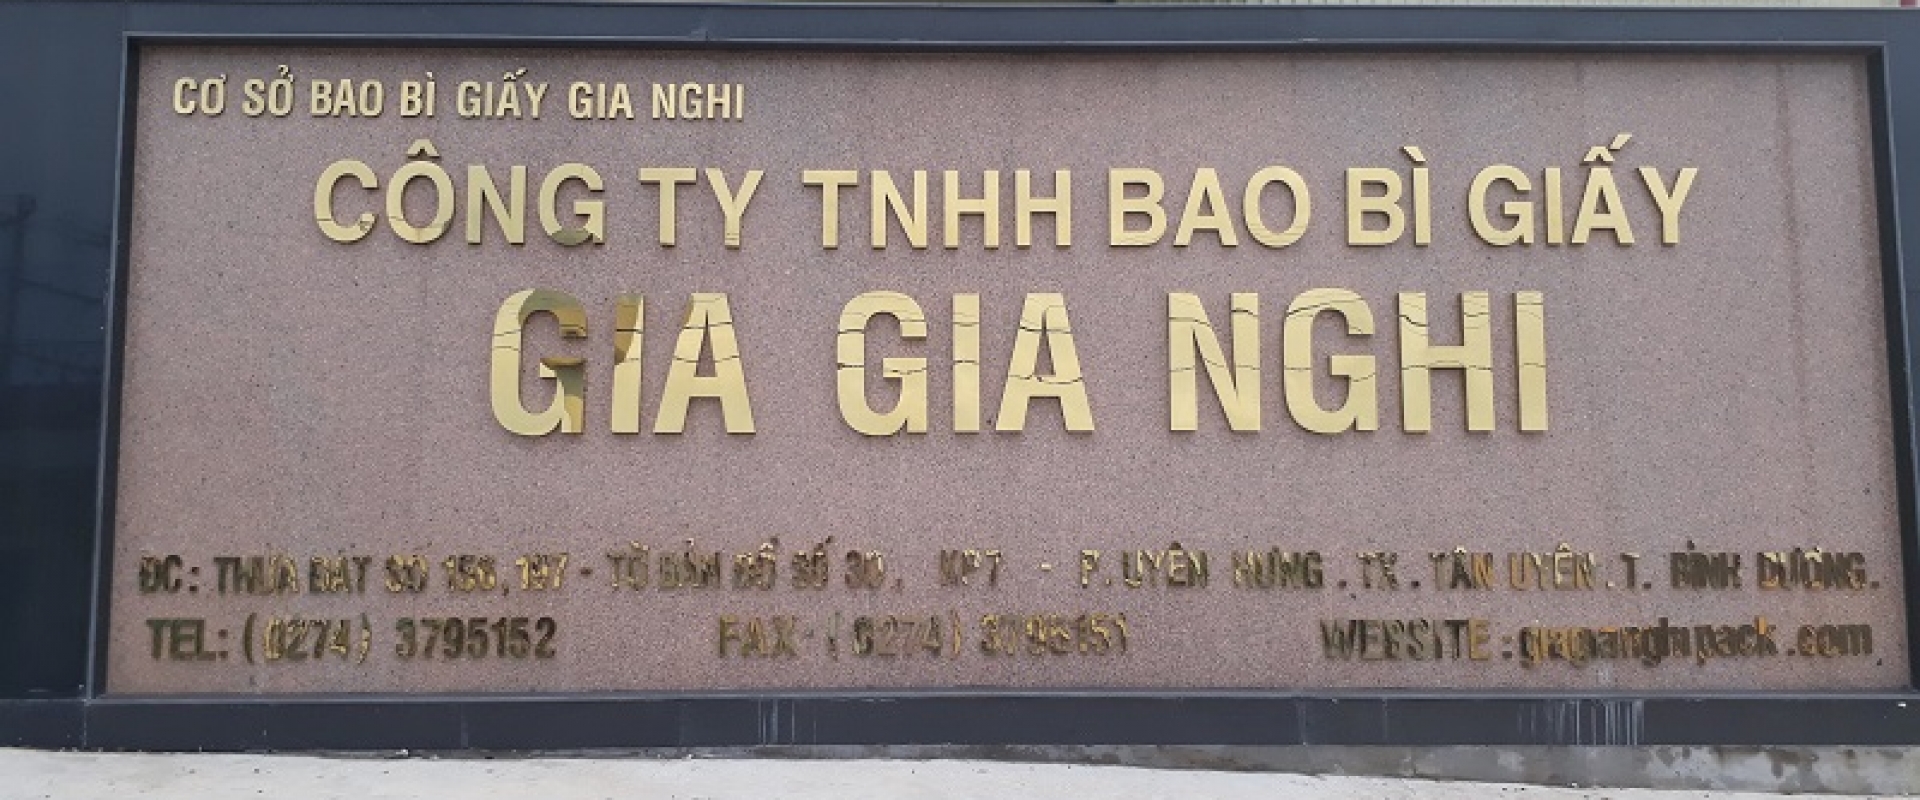 CƠ SỞ BAO BÌ GIẤY GIA NGHI
CÔNG TY TNHH BAO BÌ GIẤY
GIA GIA NGHI
ĐC: THỬA ĐẤT SỐ 197 - TỜ BẢN ĐỒ SỐ 30, KP7 - P. UYÊN HƯNG. TX. TÂN UYÊN. T. BÌNH DƯƠNG.
TEL: (0274) 3795152 FAX: (0274) 3795151 WEBSITE: giagianghipack.com